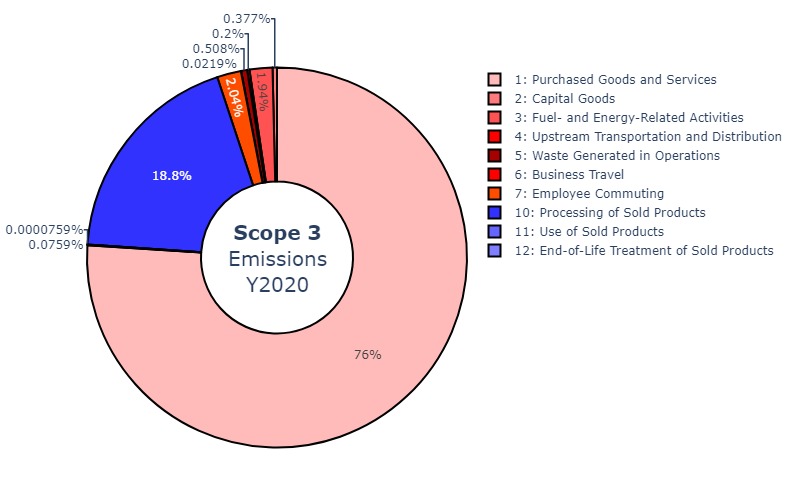 0.377%
0.2%
0.508%
0.0219%
2.04%
1.94%
18.8%
0.0000759%
0.0759%
76%
Scope 3
Emissions
Y2020
1: Purchased Goods and Services
2: Capital Goods
3: Fuel- and Energy-Related Activities
4: Upstream Transportation and Distribution
5: Waste Generated in Operations
6: Business Travel
7: Employee Commuting
10: Processing of Sold Products
11: Use of Sold Products
12: End-of-Life Treatment of Sold Products